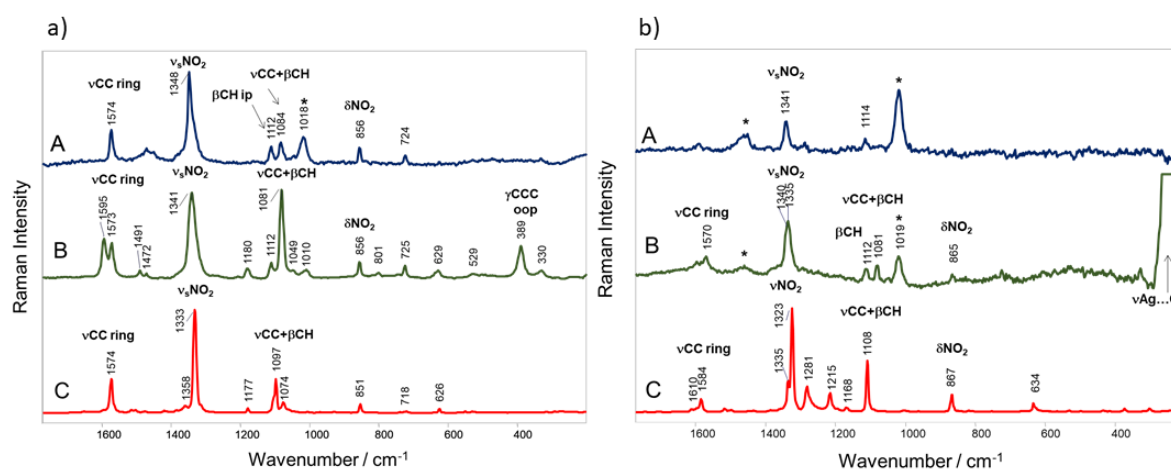 a)
νCC ring
1574
νsNO2
1348
βCH ip
νCC+βCH
1112
1084
1018*
δNO2
856
724
A
νCC ring
1595
1573
1491
1472
νsNO2
1341
1180
νCC+βCH
1112
1081
1049
1010
δNO2
856
801
725
629
529
γCCC
oop
389
330
B
νCC ring
1574
νsNO2
1358
1333
1177
νCC+βCH
1097
1074
δNO2
851
718
626
C
Raman Intensity
1600 1400 1200 1000 800 600 400
Wavenumber / cm-1
b)
*
νsNO2
1341
1114
*
A
νCC ring
1570
*
νsNO2
1340
1335
νCC+βCH
βCH
1112
1081
1019*
δNO2
865
νAg...
B
νCC ring
1610
1584
νNO2
1335
1323
1281
1215
1168
νCC+βCH
1108
δNO2
867
634
C
Raman Intensity
1600 1400 1200 1000 800 600 400
Wavenumber / cm-1